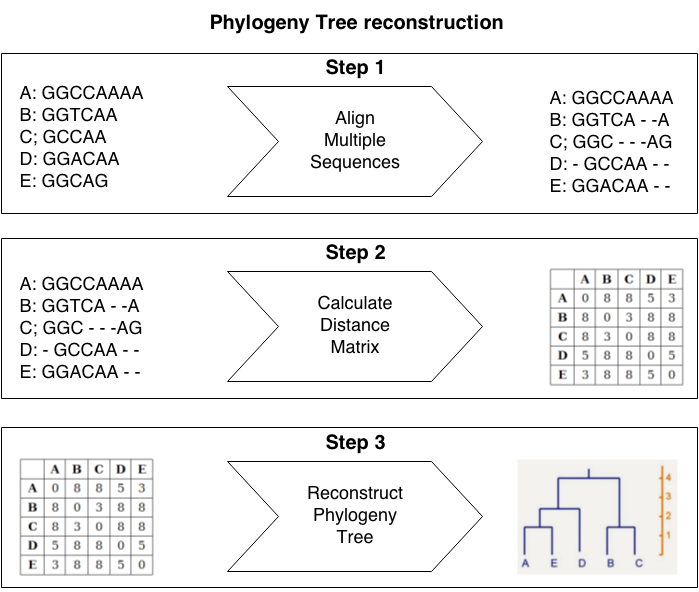 Phylogeny Tree reconstruction
Step 1
A: GGCCAAAA
B: GGTCAA
C; GCCAA
D: GGACAA
E: GGCAG
Align
Multiple
Sequences
A: GGCCAAAA
B: GGTCA - -A
C; GGC - - -AG
D: - GCCAA - -
E: GGACAA - -
Step 2
A: GGCCAAAA
B: GGTCA - -A
C; GGC - - -AG
D: - GCCAA - -
E: GGACAA - -
Calculate
Distance
Matrix
A B C D E
A 0 8 8 5 3
B 8 0 3 8 8
C 8 3 0 8 8
D 5 8 8 0 5
E 3 8 8 5 0
Step 3
A B C D E
A 0 8 8 5 3
B 8 0 3 8 8
C 8 3 0 8 8
D 5 8 8 0 5
E 3 8 8 5 0
Reconstruct
Phylogeny
Tree
4
3
2
1
A E D B C